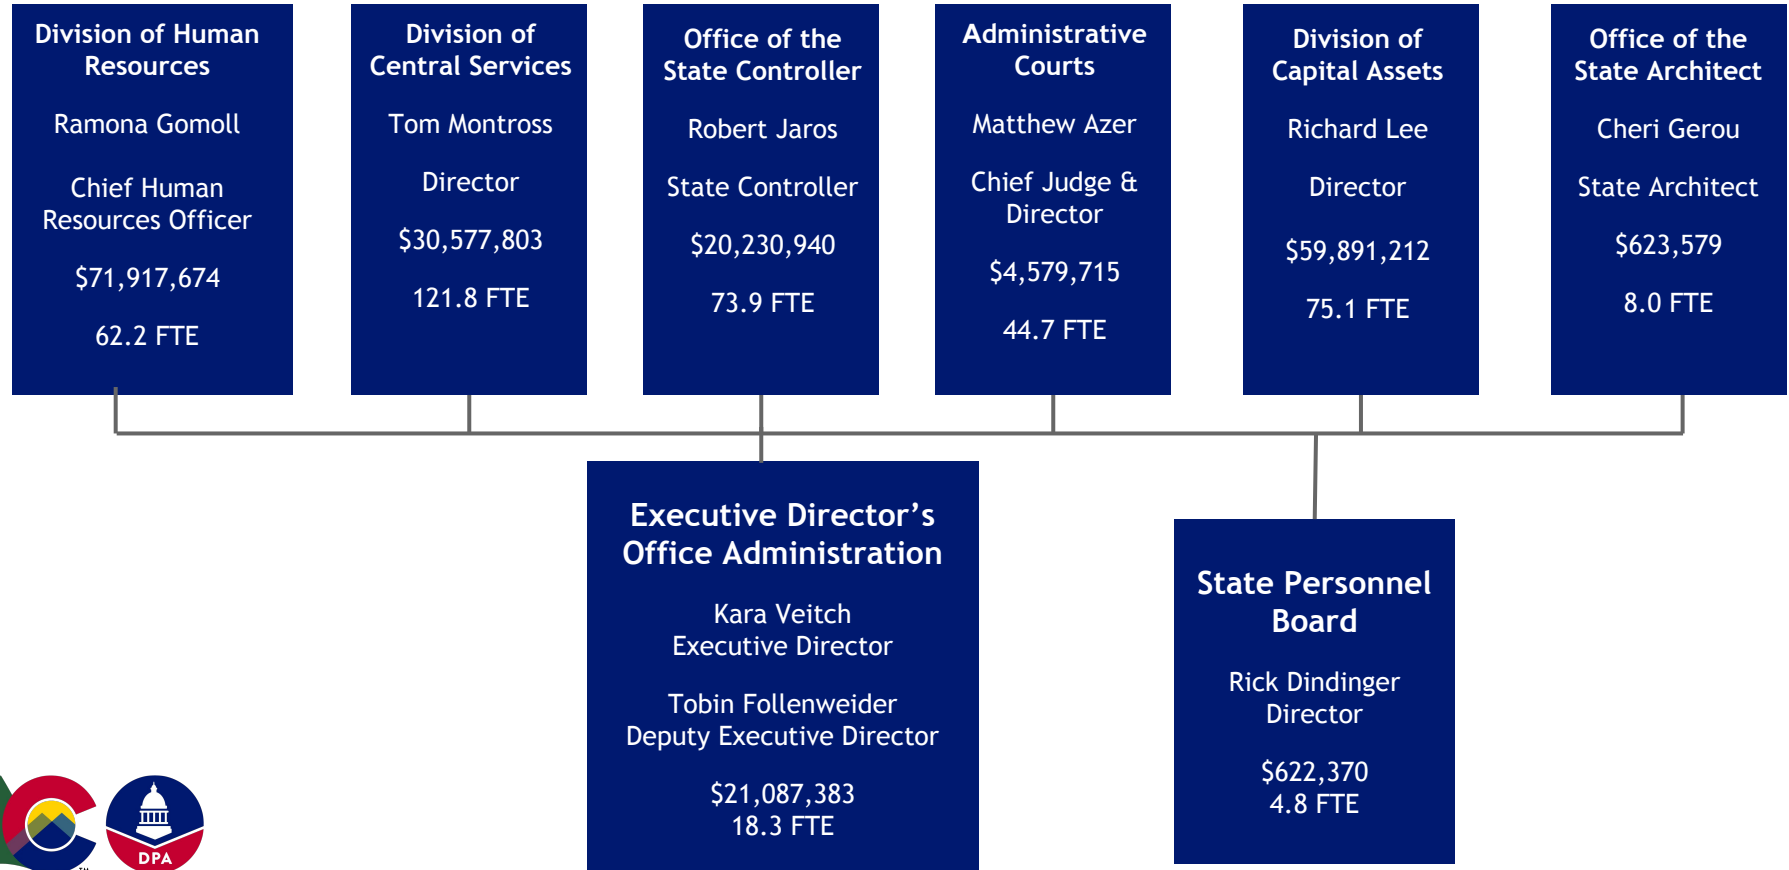 Division of Human
Resources
Ramona Gomoll
Chief Human
Resources Officer
$71,917,674
62.2 FTE
Division of
Central Services
Tom Montross
Director
$30,577,803
121.8 FTE
Office of the
State Controller
Robert Jaros
State Controller
$20,230,940
73.9 FTE
Administrative
Courts
Matthew Azer
Chief Judge &
Director
$4,579,715
44.7 FTE
Division of
Capital Assets
Richard Lee
Director
$59,891,212
75.1 FTE
Office of the
State Architect
Cheri Gerou
State Architect
$623,579
8.0 FTE
Executive Director’s
Office Administration
Kara Veitch
Executive Director
Tobin Follenweider
Deputy Executive Director
$21,087,383
18.3 FTE
State Personnel
Board
Rick Dindinger
Director
$622,370
4.8 FTE
DPA
TM